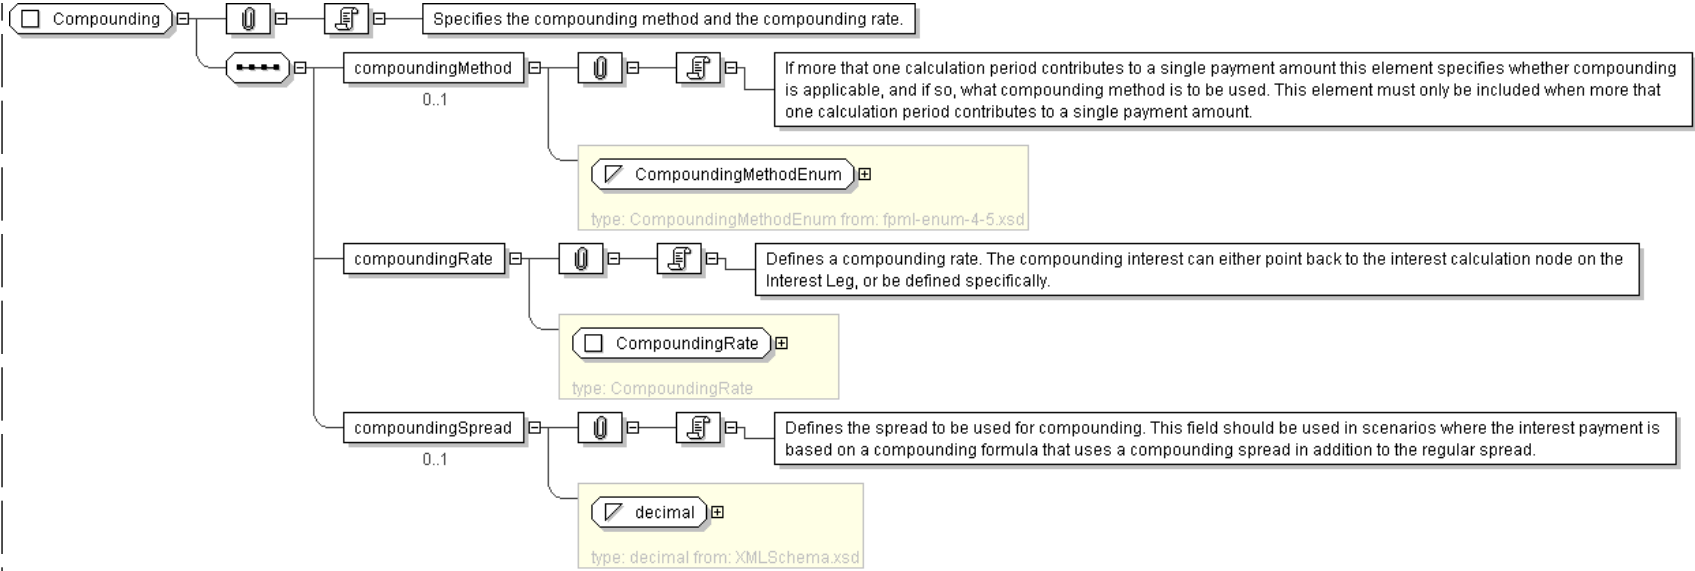 Compounding
Specifies the compounding method and the compounding rate.
compoundingMethod
0..1
If more that one calculation period contributes to a single payment amount this element specifies whether compounding
is applicable, and if so, what compounding method is to be used. This element must only be included when more that
one calculation period contributes to a single payment amount.
CompoundingMethodEnum
type: CompoundingMethodEnum from: fpml-enum-4-5.xsd
compoundingRate
Defines a compounding rate. The compounding interest can either point back to the interest calculation node on the
Interest Leg, or be defined specifically.
CompoundingRate
type: CompoundingRate
compoundingSpread
0..1
Defines the spread to be used for compounding. This field should be used in scenarios where the interest payment is
based on a compounding formula that uses a compounding spread in addition to the regular spread.
decimal
type: decimal from: XMLSchema.xsd